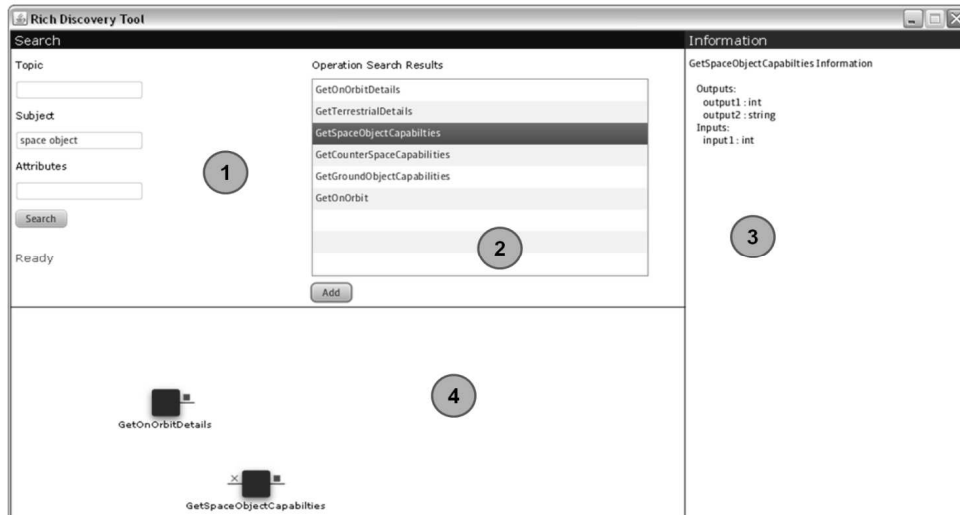 Rich Discovery Tool
Search
Information
Topic
Subject
space object
Attributes
Search
Ready
1
Operation Search Results
GetOnOrbitDetails
GetTerrestrialDetails
GetSpaceObjectCapabilties
GetCounterSpaceCapabilities
GetGroundObjectCapabilities
GetOnOrbit
2
Add
GetSpaceObjectCapabilties Information
Outputs:
output1 : int
output2 : string
Inputs:
input1 : int
3
4
GetOnOrbitDetails
GetSpaceObjectCapabilties